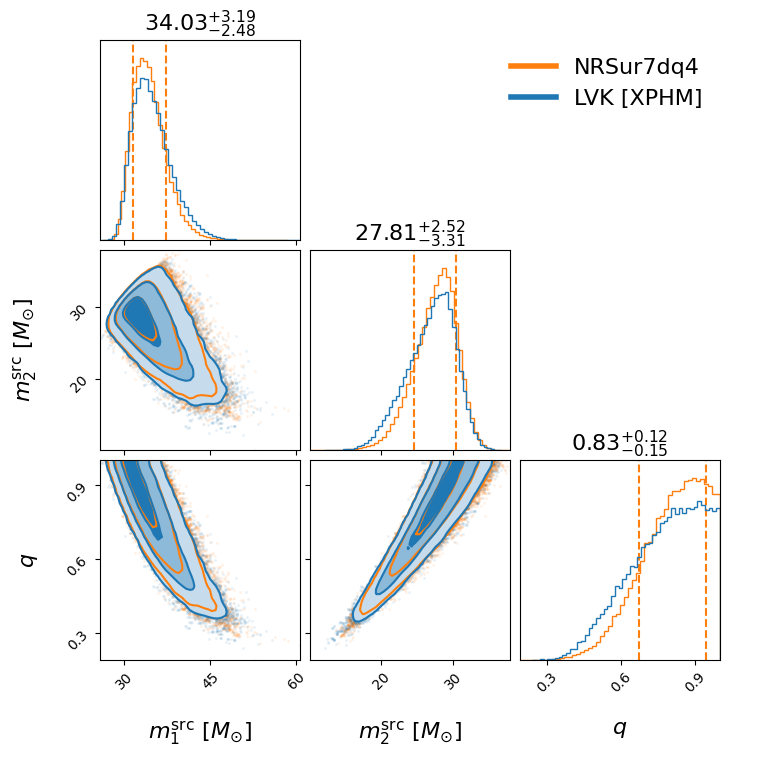 34.03+3.19−2.48
NRSur7dq4
LVK [XPHM]
27.81+2.52−3.31
m2src [M⊙]
30
20
0.83+0.12−0.15
q
0.9
0.6
0.3
30
45
60
20
30
0.3
0.6
0.9
m1src [M⊙]
m2src [M⊙]
q